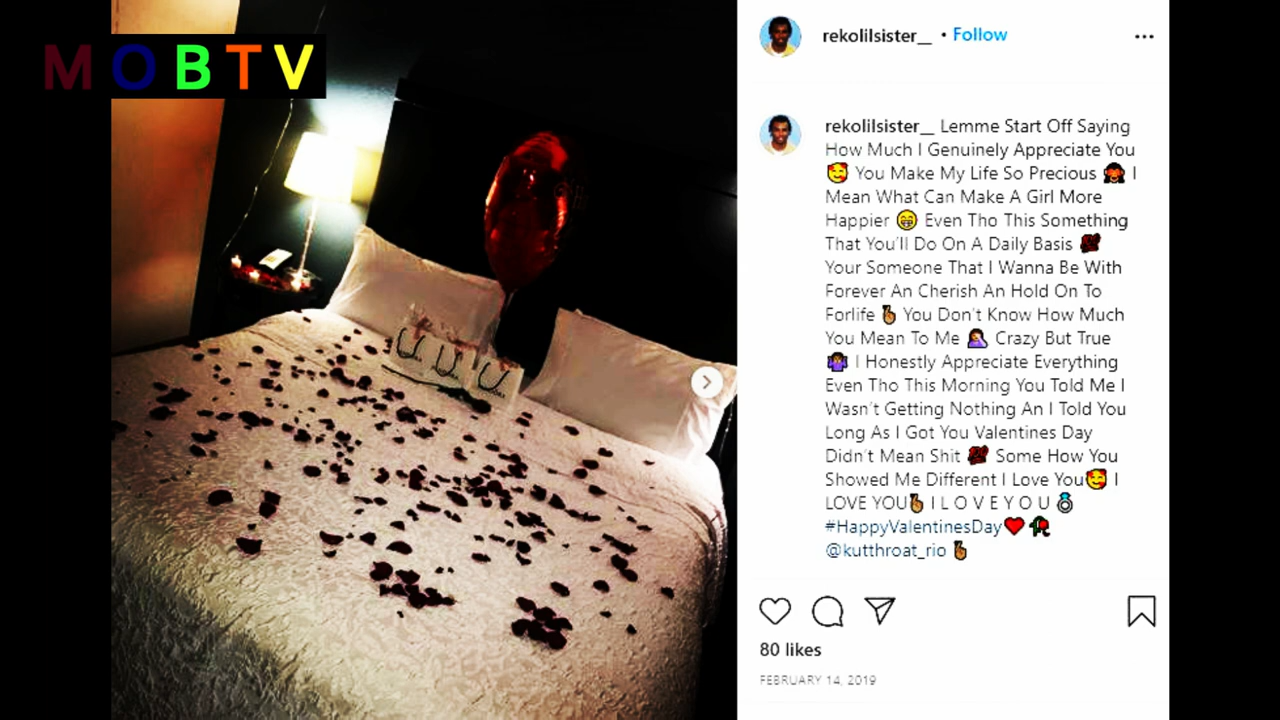 MOBTV
rekolilsister__ • Follow
rekolilsister__ Lemme Start Off Saying
How Much I Genuinely Appreciate You
🥰 You Make My Life So Precious 🙈 I
Mean What Can Make A Girl More
Happier 😁 Even Tho This Something
That You'll Do On A Daily Basis 💯
Your Someone That I Wanna Be With
Forever An Cherish An Hold On To
Forlife 🤞🏾 You Don't Know How Much
You Mean To Me 🤦🏽‍♀️ Crazy But True
🤷🏾‍♀️ I Honestly Appreciate Everything
Even Tho This Morning You Told Me I
Wasn't Getting Nothing An I Told You
Long As I Got You Valentines Day
Didn't Mean Shit 💯 Some How You
Showed Me Different I Love You🥰 I
LOVE YOU🤞🏾 I L O V E Y O U 💍
#HappyValentinesDay❤️ 🌹
@kutthroat_rio 🤞🏾
80 likes
FEBRUARY 14, 2019